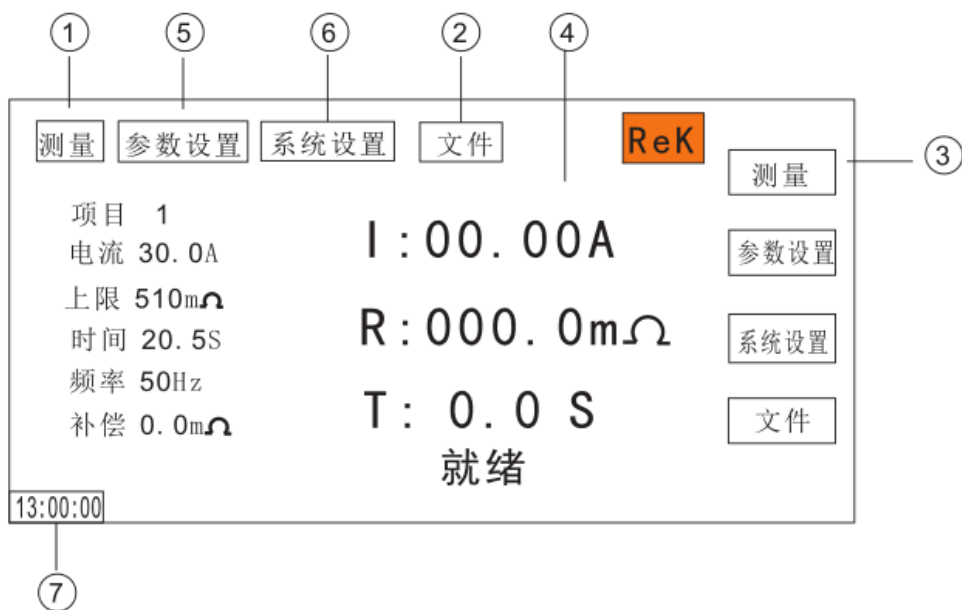 ① ⑤ ⑥ ② ④
测量 参数设置 系统设置 文件 ReK
③
测量
项目 1
电流 30.0A
上限 510mΩ
时间 20.5S
频率 50Hz
补偿 0.0mΩ
I:00.00A
R:000.0mΩ
T: 0.0 S
就绪
参数设置
系统设置
文件
13:00:00
⑦